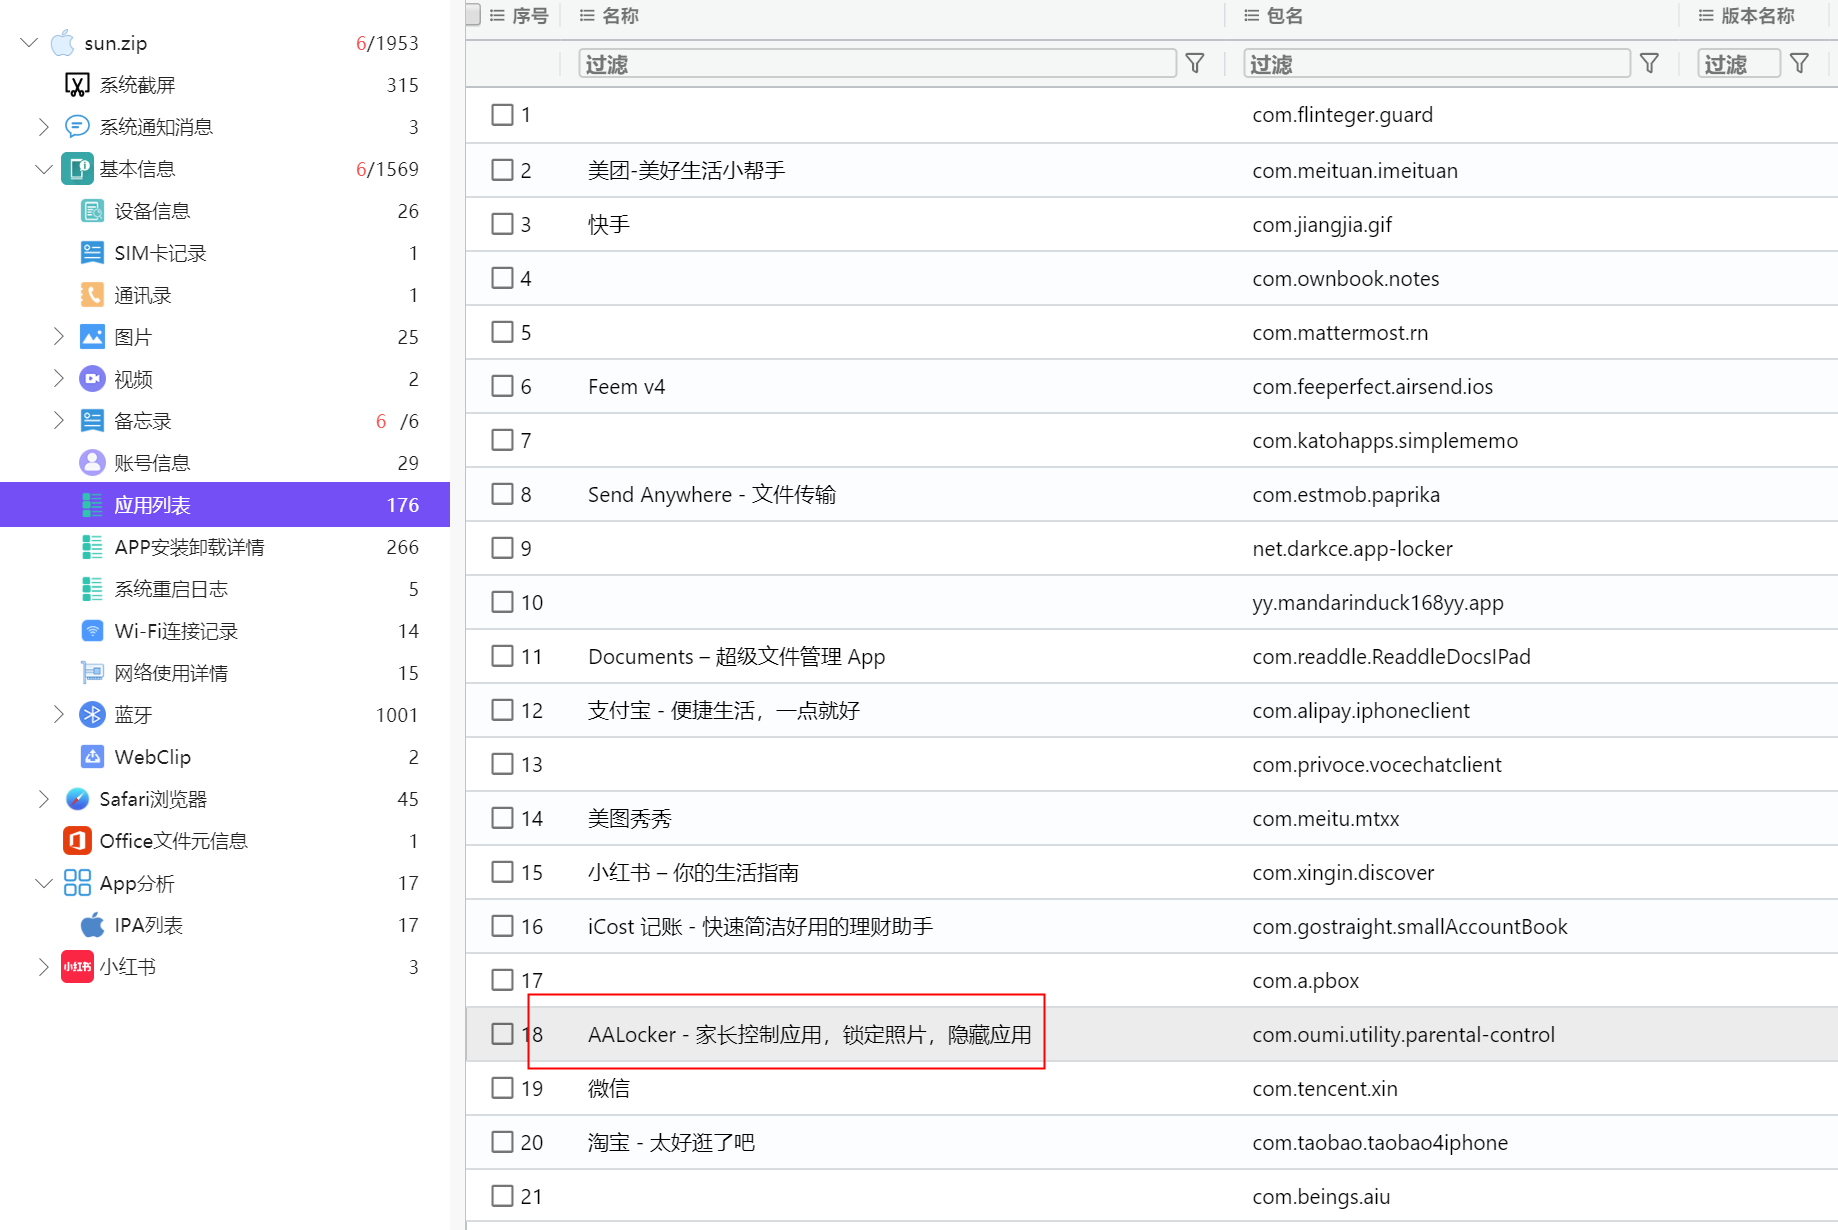 sun.zip 6/1953
系统截屏 315
系统通知消息 3
基本信息 6/1569
设备信息 26
SIM卡记录 1
通讯录 1
图片 25
视频 2
备忘录 6 /6
账号信息 29
应用列表 176
APP安装卸载详情 266
系统重启日志 5
Wi-Fi连接记录 14
网络使用详情 15
蓝牙 1001
WebClip 2
Safari浏览器 45
Office文件元信息 1
App分析 17
IPA列表 17
小红书 小红书 3
序号 名称 包名 版本名称
过滤 过滤 过滤
1 com.flinteger.guard
2 美团-美好生活小帮手 com.meituan.imeituan
3 快手 com.jiangjia.gif
4 com.ownbook.notes
5 com.mattermost.rn
6 Feem v4 com.feeperfect.airsend.ios
7 com.katohapps.simplememo
8 Send Anywhere - 文件传输 com.estmob.paprika
9 net.darkce.app-locker
10 yy.mandarinduck168yy.app
11 Documents – 超级文件管理 App com.readdle.ReaddleDocsIPad
12 支付宝 - 便捷生活，一点就好 com.alipay.iphoneclient
13 com.privoce.vocechatclient
14 美图秀秀 com.meitu.mtxx
15 小红书 – 你的生活指南 com.xingin.discover
16 iCost 记账 - 快速简洁好用的理财助手 com.gostraight.smallAccountBook
17 com.a.pbox
18 AALocker - 家长控制应用，锁定照片，隐藏应用 com.oumi.utility.parental-control
19 微信 com.tencent.xin
20 淘宝 - 太好逛了吧 com.taobao.taobao4iphone
21 com.beings.aiu